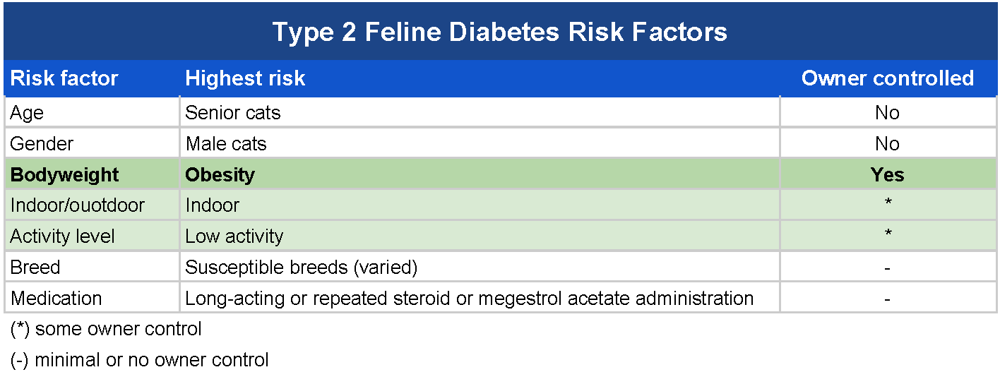 Type 2 Feline Diabetes Risk Factors
Risk factor Highest risk Owner controlled
Age Senior cats No
Gender Male cats No
Bodyweight Obesity Yes
Indoor/ouotdoor Indoor *
Activity level Low activity *
Breed Susceptible breeds (varied) -
Medication Long-acting or repeated steroid or megestrol acetate administration -
(*) some owner control
(-) minimal or no owner control